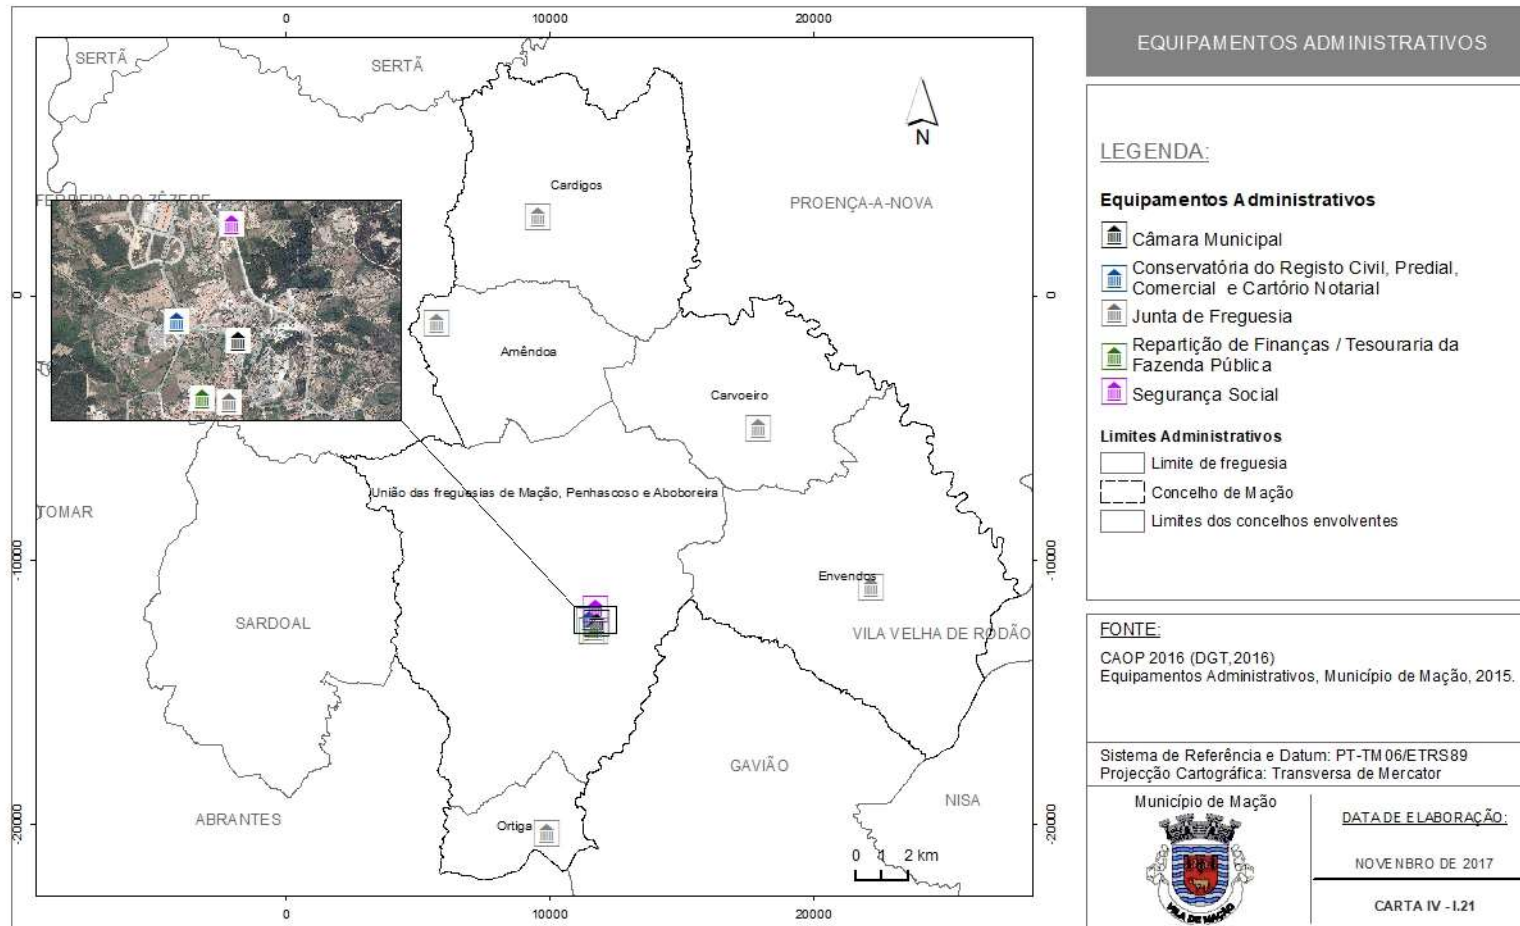 0
10000
20000
EQUIPAMENTOS ADMINISTRATIVOS
SERTÃ
SERTÃ
N
LEGENDA:
Cardigos
Equipamentos Administrativos
FERREIRA DO ZÊZERE
PROENÇA-A-NOVA
Câmara Municipal
Conservatória do Registo Civil, Predial,
Comercial e Cartório Notarial
0
0
Junta de Freguesia
Repartição de Finanças / Tesouraria da
Fazenda Pública
Amêndoa
Carvoeiro
Segurança Social
Limites Administrativos
Limite de freguesia
União das freguesias de Mação, Penhascoso e Aboboreira
Concelho de Mação
TOMAR
Limites dos concelhos envolventes
-10000
-10000
Envendos
SARDOAL
VILA VELHA DE RODÃO
FONTE:
CAOP 2016 (DGT,2016)
Equipamentos Administrativos, Município de Mação, 2015.
GAVIÃO
Sistema de Referência e Datum: PT-TM06/ETRS89
Projecção Cartográfica: Transversa de Mercator
NISA
ABRANTES
Ortiga
-20000
-20000
0 1 2 km
Município de Mação
VILA DE MAÇÃO
DATA DE ELABORAÇÃO:
NOVENBRO DE 2017
CARTA IV - I.21
0
10000
20000